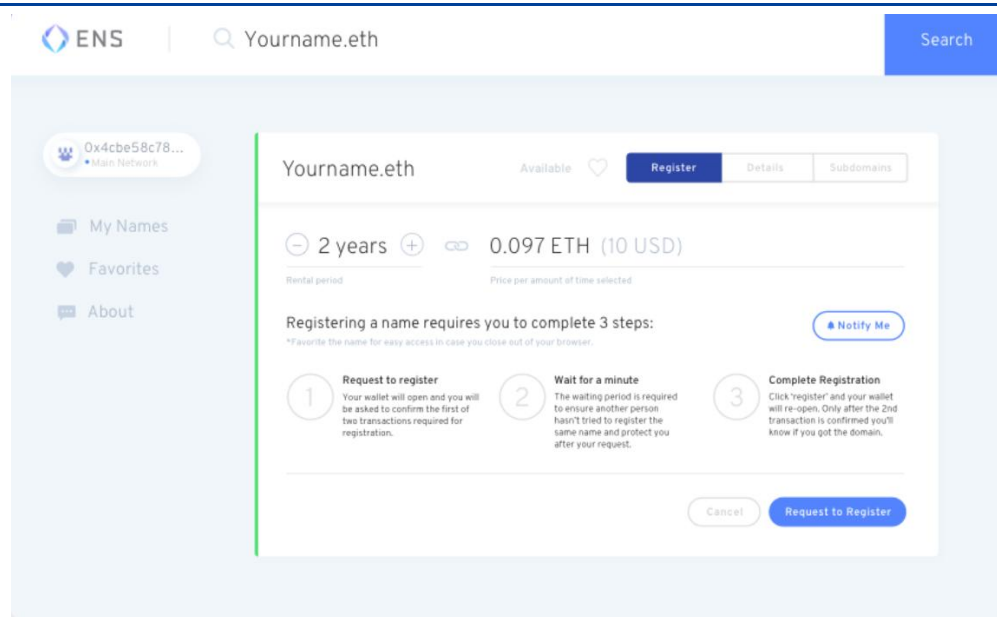 ENS
Yourname.eth
Search
0x4cbe58c78...
Main Network
My Names
Favorites
About
Yourname.eth
Available
Register
Details
Subdomains
2 years
0.097 ETH (10 USD)
Rental period
Price per amount of time selected
Registering a name requires you to complete 3 steps:
*Favorite the name for easy access in case you close out of your browser.
Notify Me
1
Request to register
Your wallet will open and you will
be asked to confirm the first of
two transactions required for
registration.
2
Wait for a minute
The waiting period is required
to ensure another person
hasn't tried to register the
same name and protect you
after your request.
3
Complete Registration
Click 'register' and your wallet
will re-open. Only after the 2nd
transaction is confirmed you'll
know if you got the domain.
Cancel
Request to Register